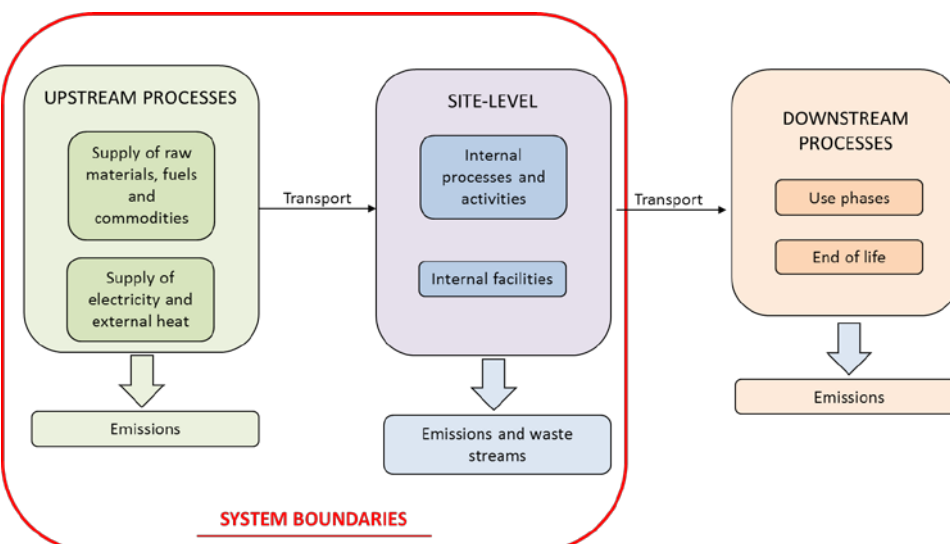 UPSTREAM PROCESSES
Supply of raw
materials, fuels
and
commodities
Supply of
electricity and
external heat
Emissions
Transport
SITE-LEVEL
Internal
processes and
activities
Internal facilities
Emissions and waste
streams
Transport
DOWNSTREAM
PROCESSES
Use phases
End of life
Emissions
SYSTEM BOUNDARIES